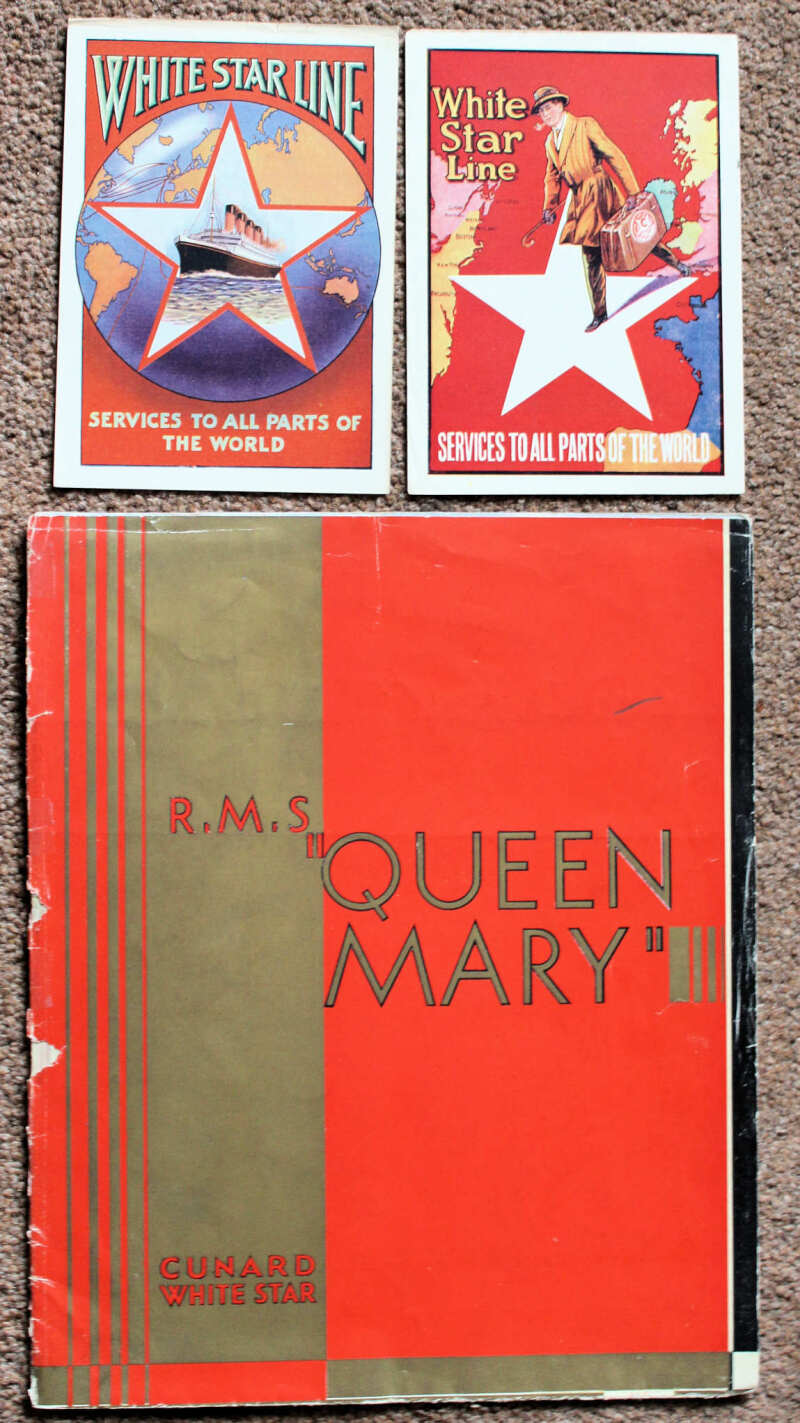 WHITE STAR LINE
SERVICES TO ALL PARTS OF
THE WORLD
White
Star
Line
BOSTON
SERVICES TO ALL PARTS OF THE WORLD
R.M.S
"QUEEN
MARY"
CUNARD
WHITE STAR